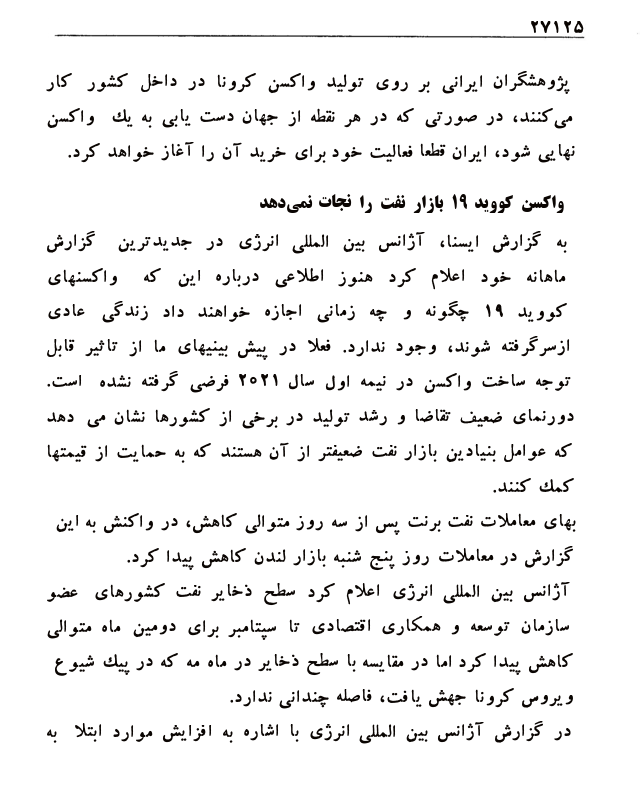 ۲۷۱۲۵
پژوهشگران ایرانی بر روی تولید واکسن کرونا در داخل کشور کار
می‌کنند، در صورتی که در هر نقطه از جهان دست یابی به یك واکسن
نهایی شود، ایران قطعا فعالیت خود برای خرید آن را آغاز خواهد کرد.
واکسن کووید ۱۹ بازار نفت را نجات نمی‌دهد
به گزارش ایسنا، آژانس بین المللی انرژی در جدیدترین گزارش
ماهانه خود اعلام کرد هنوز اطلاعی درباره این که واکسنهای
کووید ۱۹ چگونه و چه زمانی اجازه خواهند داد زندگی عادی
ازسرگرفته شوند، وجود ندارد. فعلا در پیش بینیهای ما از تاثیر قابل
توجه ساخت واکسن در نیمه اول سال ۲۰۲۱ فرضی گرفته نشده است.
دورنمای ضعیف تقاضا و رشد تولید در برخی از کشورها نشان می دهد
که عوامل بنیادین بازار نفت ضعیفتر از آن هستند که به حمایت از قیمتها
کمك کنند.
بهای معاملات نفت برنت پس از سه روز متوالی کاهش، در واکنش به این
گزارش در معاملات روز پنج شنبه بازار لندن کاهش پیدا کرد.
آژانس بین المللی انرژی اعلام کرد سطح ذخایر نفت کشورهای عضو
سازمان توسعه و همکاری اقتصادی تا سپتامبر برای دومین ماه متوالی
کاهش پیدا کرد اما در مقایسه با سطح ذخایر در ماه مه که در پیك شیوع
ویروس کرونا جهش یافت، فاصله چندانی ندارد.
در گزارش آژانس بین المللی انرژی با اشاره به افزایش موارد ابتلا به